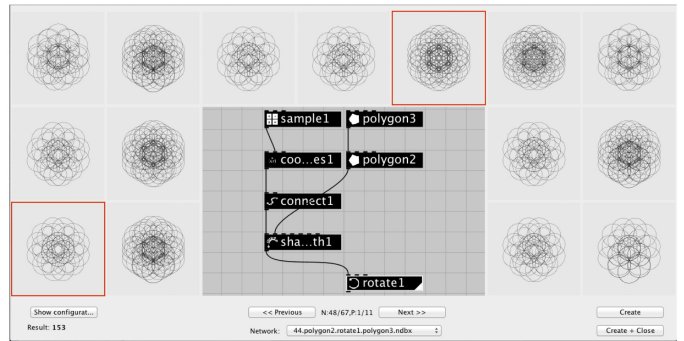 sample1
polygon3
coo...es1
polygon2
connect1
sha...th1
rotate1
Show configurat...
<< Previous
N:48/67,P:1/11
Next >>
Create
Result: 153
Network:
44.polygon2.rotate1.polygon3.ndbx
Create + Close